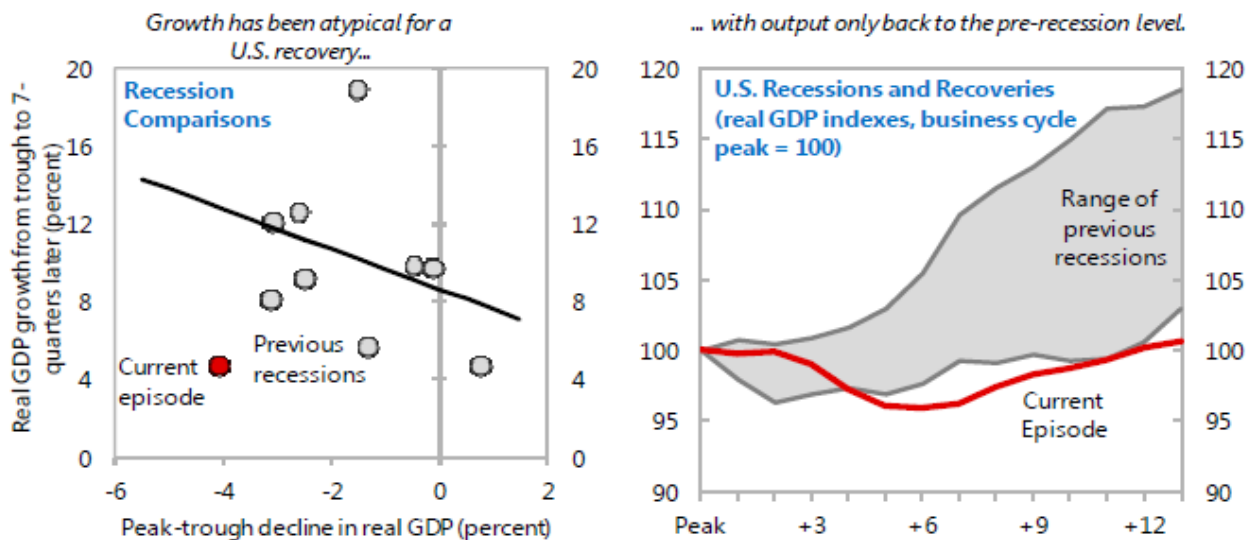 Growth has been atypical for a
U.S. recovery...
Real GDP growth from trough to 7-
quarters later (percent)
20
16
12
8
4
0
Recession
Comparisons
Current
episode
Previous
recessions
20
16
12
8
4
0
-6
-4
-2
0
2
Peak-trough decline in real GDP (percent)
... with output only back to the pre-recession level.
120
115
110
105
100
95
90
U.S. Recessions and Recoveries
(real GDP indexes, business cycle
peak = 100)
Range of
previous
recessions
Current
Episode
120
115
110
105
100
95
90
Peak
+3
+6
+9
+12